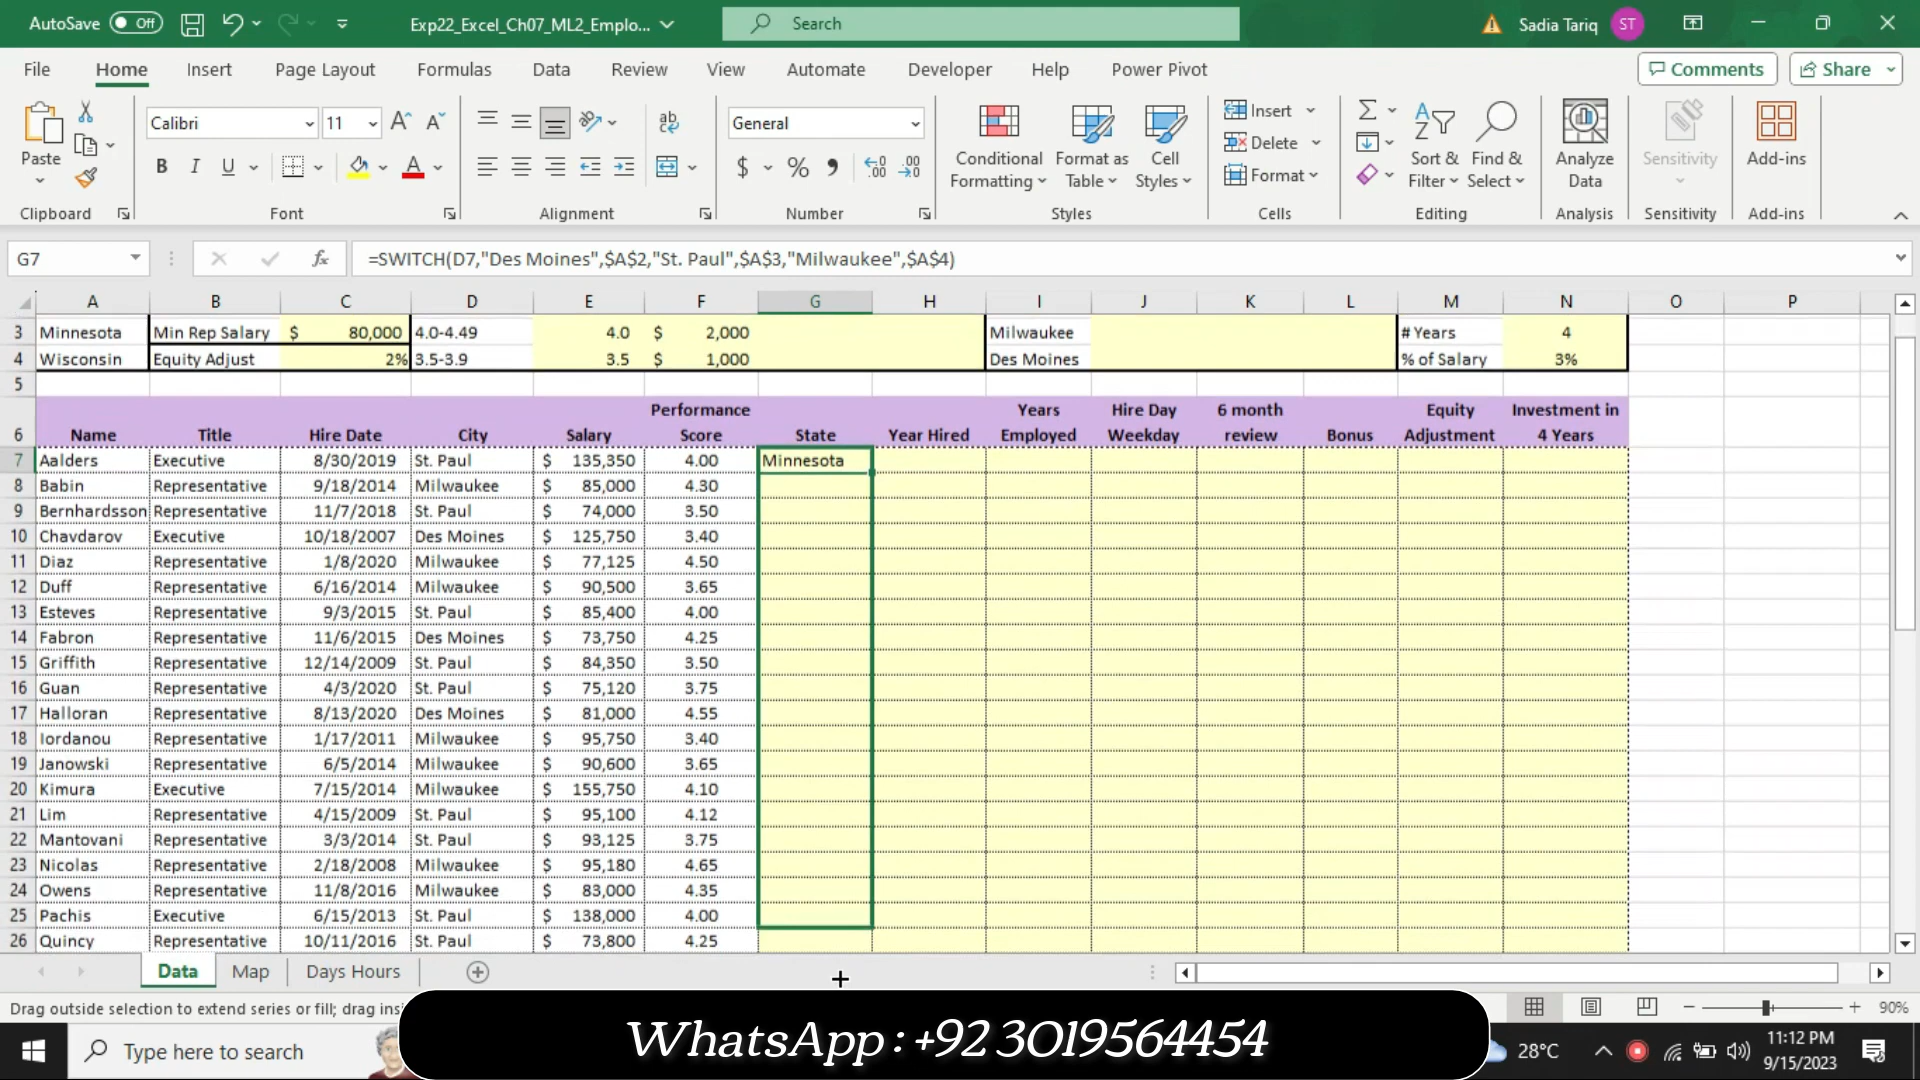 AutoSave Off Exp22_Excel_Ch07_ML2_Emplo... Search Sadia Tariq ST
File Home Insert Page Layout Formulas Data Review View Automate Developer Help Power Pivot Comments Share
Paste Calibri 11 B I U A General $ % Conditional Formatting Format as Table Cell Styles Insert Delete Format Sort & Filter Find & Select Analyze Data Sensitivity Add-ins
Clipboard Font Alignment Number Styles Cells Editing Analysis Sensitivity Add-ins
G7 fx =SWITCH(D7,"Des Moines",$A$2,"St. Paul",$A$3,"Milwaukee",$A$4)
A B C D E F G H I J K L M N O P
3 Minnesota Min Rep Salary $ 80,000 4.0-4.49 4.0 $ 2,000 Milwaukee # Years 4
4 Wisconsin Equity Adjust 2% 3.5-3.9 3.5 $ 1,000 Des Moines % of Salary 3%
5
6 Name Title Hire Date City Salary Performance Score State Year Hired Years Employed Hire Day Weekday 6 month review Bonus Equity Adjustment Investment in 4 Years
7 Aalders Executive 8/30/2019 St. Paul $ 135,350 4.00 Minnesota
8 Babin Representative 9/18/2014 Milwaukee $ 85,000 4.30
9 Bernhardsson Representative 11/7/2018 St. Paul $ 74,000 3.50
10 Chavdarov Executive 10/18/2007 Des Moines $ 125,750 3.40
11 Diaz Representative 1/8/2020 Milwaukee $ 77,125 4.50
12 Duff Representative 6/16/2014 Milwaukee $ 90,500 3.65
13 Esteves Representative 9/3/2015 St. Paul $ 85,400 4.00
14 Fabron Representative 11/6/2015 Des Moines $ 73,750 4.25
15 Griffith Representative 12/14/2009 St. Paul $ 84,350 3.50
16 Guan Representative 4/3/2020 St. Paul $ 75,120 3.75
17 Halloran Representative 8/13/2020 Des Moines $ 81,000 4.55
18 Iordanou Representative 1/17/2011 Milwaukee $ 95,750 3.40
19 Janowski Representative 6/5/2014 Milwaukee $ 90,600 3.65
20 Kimura Executive 7/15/2014 Milwaukee $ 155,750 4.10
21 Lim Representative 4/15/2009 St. Paul $ 95,100 4.12
22 Mantovani Representative 3/3/2014 St. Paul $ 93,125 3.75
23 Nicolas Representative 2/18/2008 Milwaukee $ 95,180 4.65
24 Owens Representative 11/8/2016 Milwaukee $ 83,000 4.35
25 Pachis Executive 6/15/2013 St. Paul $ 138,000 4.00
26 Quincy Representative 10/11/2016 St. Paul $ 73,800 4.25
Data Map Days Hours
Drag outside selection to extend series or fill; drag ins 90%
WhatsApp : +92 3019564454
Type here to search 28°C 11:12 PM
9/15/2023